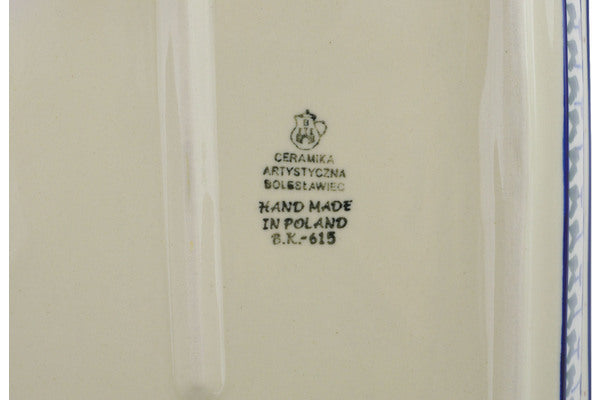 CERAMIKA
ARTYSTYCZNA
BOLESŁAWIEC
HAND MADE
IN POLAND
B.K.-615